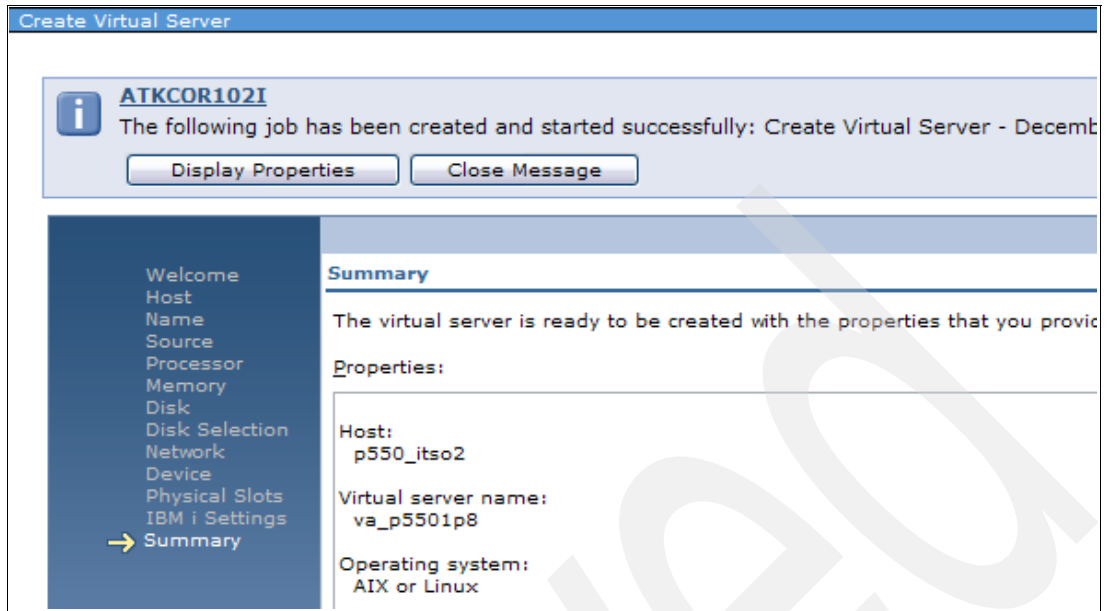 Create Virtual Server
ATKCOR102I
The following job has been created and started successfully: Create Virtual Server - Decemb
Display Properties
Close Message
Welcome
Host
Name
Source
Processor
Memory
Disk
Disk Selection
Network
Device
Physical Slots
IBM i Settings
Summary
Summary
The virtual server is ready to be created with the properties that you provid
Properties:
Host:
p550_itso2
Virtual server name:
va_p5501p8
Operating system:
AIX or Linux